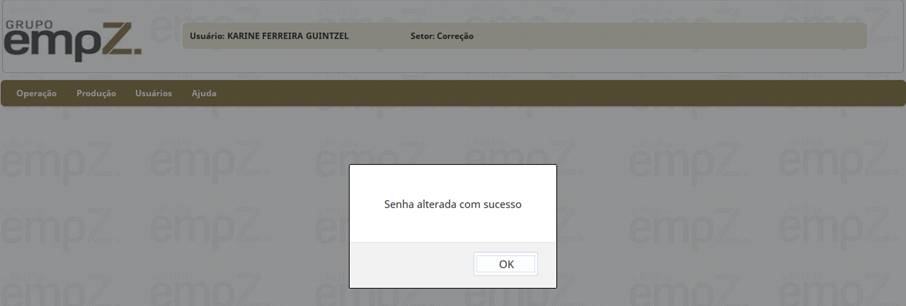 GRUPO
empZ.
Usuário: KARINE FERREIRA GUINTZEL Setor: Correção
Operação Produção Usuários Ajuda
Senha alterada com sucesso
OK